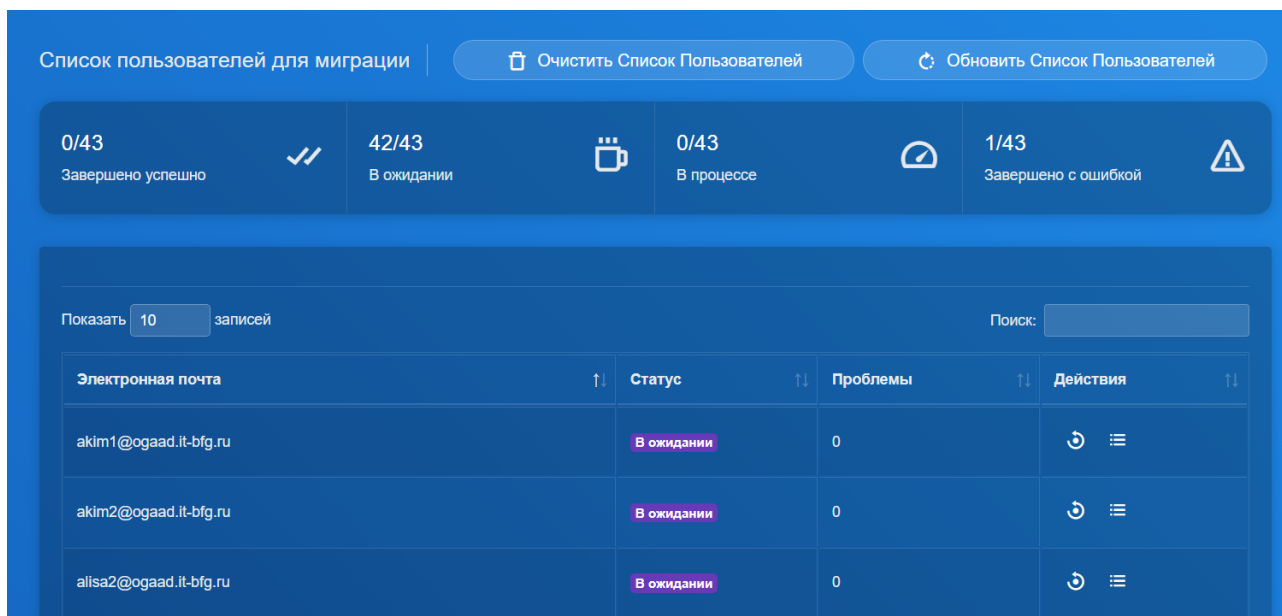 Список пользователей для миграции
Очистить Список Пользователей
Обновить Список Пользователей
0/43
Завершено успешно
42/43
В ожидании
0/43
В процессе
1/43
Завершено с ошибкой
Показать 10 записей
Поиск:
Электронная почта Статус Проблемы Действия
akim1@ogaad.it-bfg.ru В ожидании 0
akim2@ogaad.it-bfg.ru В ожидании 0
alisa2@ogaad.it-bfg.ru В ожидании 0